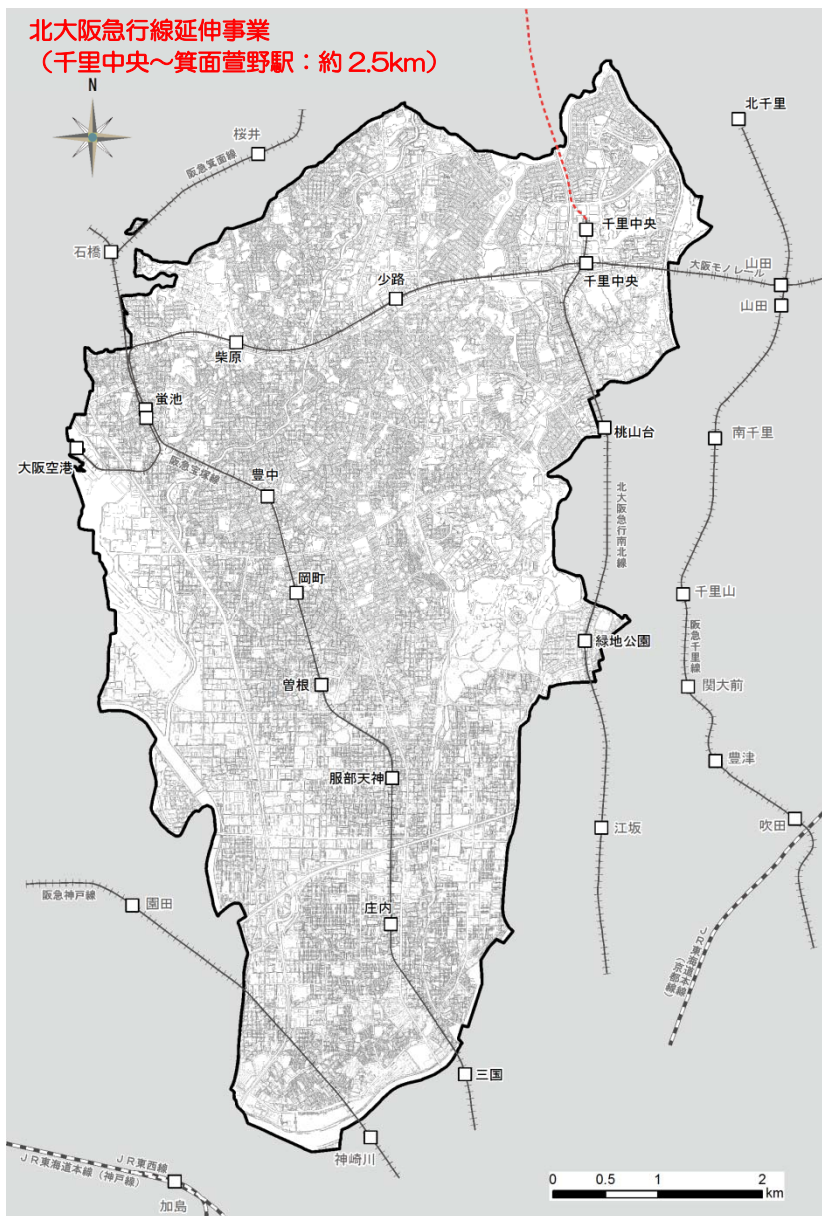 北大阪急行線延伸事業
（千里中央～箕面萱野駅：約 2.5km）
N
桜井
阪急箕面線
北千里
石橋
千里中央
山田
大阪モノレール
千里中央
少路
山田
柴原
蛍池
桃山台
南千里
大阪空港
阪急宝塚線
豊中
北大阪急行南北線
岡町
千里山
阪急千里線
緑地公園
曽根
関大前
豊津
服部天神
吹田
江坂
阪急神戸線
園田
庄内
ＪＲ東海道本線
（京都線）
三国
神崎川
ＪＲ東西線
ＪＲ東海道本線（神戸線）
加島
0 0.5 1 2
km